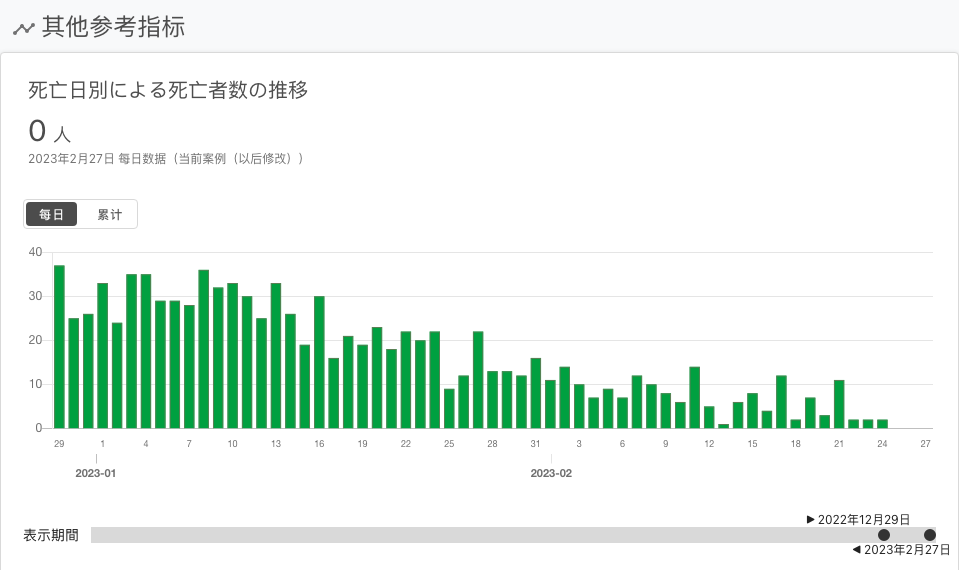 其他参考指标
死亡日別による死亡者数の推移
0 人
2023年2月27日 每日数据（当前案例（以后修改））
每日 累计
40
30
20
10
0
29 1 4 7 10 13 16 19 22 25 28 31 3 6 9 12 15 18 21 24 27
2023-01 2023-02
2022年12月29日
表示期間
2023年2月27日